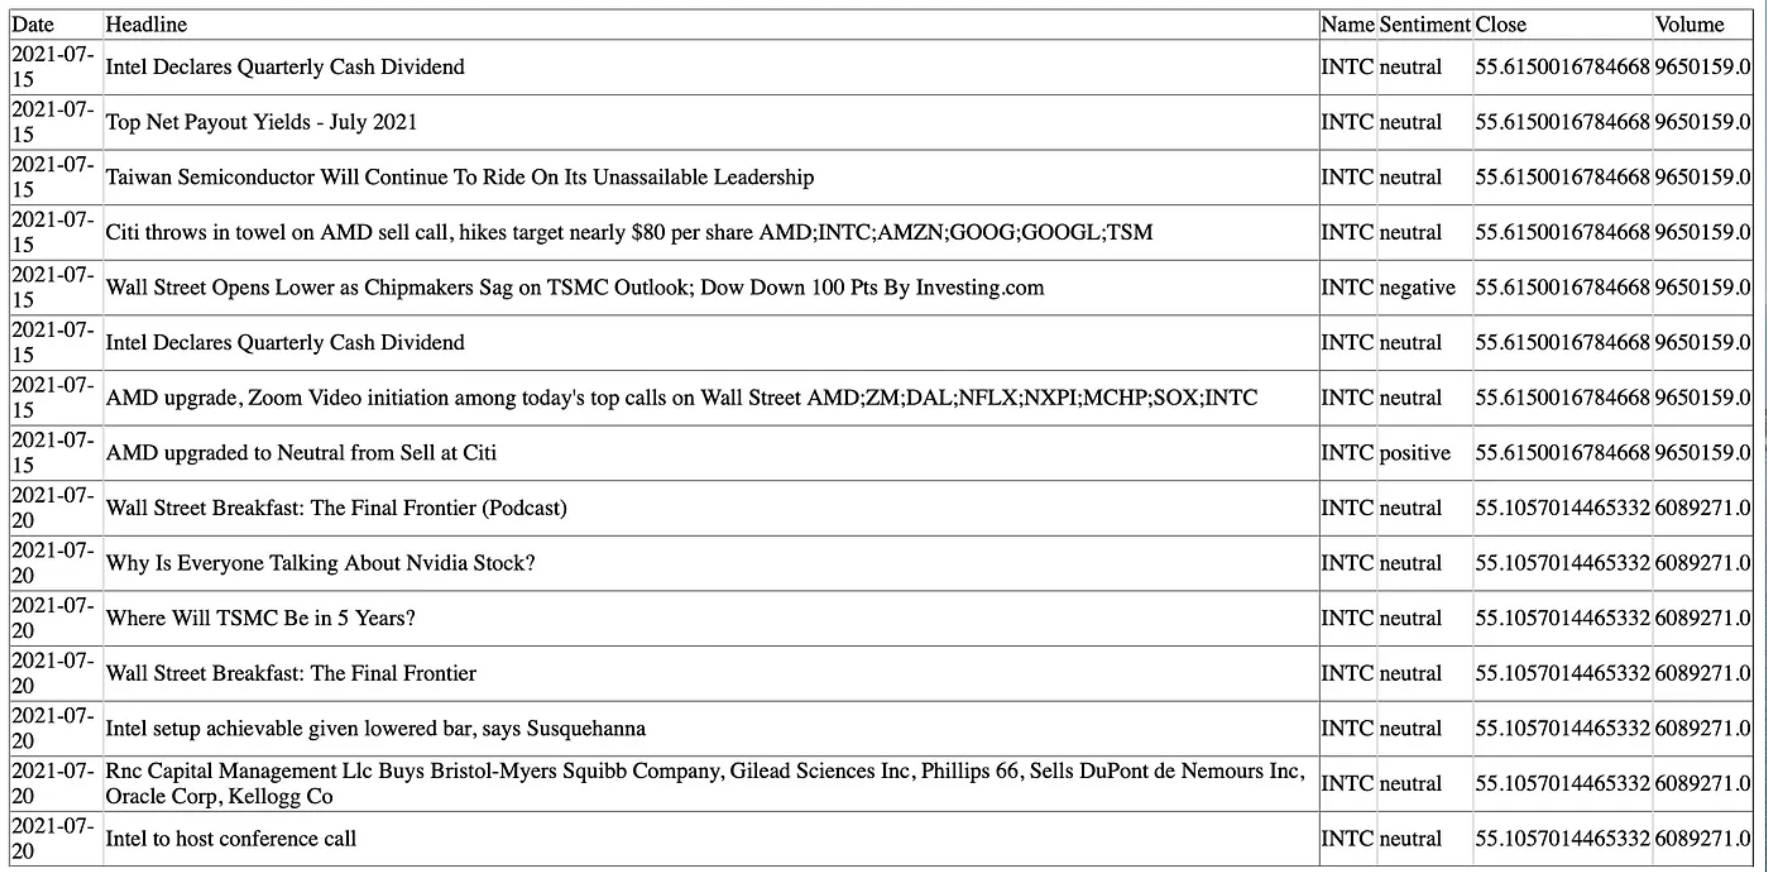 Date Headline Name Sentiment Close Volume
2021-07-
15 Intel Declares Quarterly Cash Dividend INTC neutral 55.6150016784668 9650159.0
2021-07-
15 Top Net Payout Yields - July 2021 INTC neutral 55.6150016784668 9650159.0
2021-07-
15 Taiwan Semiconductor Will Continue To Ride On Its Unassailable Leadership INTC neutral 55.6150016784668 9650159.0
2021-07-
15 Citi throws in towel on AMD sell call, hikes target nearly $80 per share AMD;INTC;AMZN;GOOG;GOOGL;TSM INTC neutral 55.6150016784668 9650159.0
2021-07-
15 Wall Street Opens Lower as Chipmakers Sag on TSMC Outlook; Dow Down 100 Pts By Investing.com INTC negative 55.6150016784668 9650159.0
2021-07-
15 Intel Declares Quarterly Cash Dividend INTC neutral 55.6150016784668 9650159.0
2021-07-
15 AMD upgrade, Zoom Video initiation among today's top calls on Wall Street AMD;ZM;DAL;NFLX;NXPI;MCHP;SOX;INTC INTC neutral 55.6150016784668 9650159.0
2021-07-
15 AMD upgraded to Neutral from Sell at Citi INTC positive 55.6150016784668 9650159.0
2021-07-
20 Wall Street Breakfast: The Final Frontier (Podcast) INTC neutral 55.1057014465332 6089271.0
2021-07-
20 Why Is Everyone Talking About Nvidia Stock? INTC neutral 55.1057014465332 6089271.0
2021-07-
20 Where Will TSMC Be in 5 Years? INTC neutral 55.1057014465332 6089271.0
2021-07-
20 Wall Street Breakfast: The Final Frontier INTC neutral 55.1057014465332 6089271.0
2021-07-
20 Intel setup achievable given lowered bar, says Susquehanna INTC neutral 55.1057014465332 6089271.0
2021-07- Rnc Capital Management Llc Buys Bristol-Myers Squibb Company, Gilead Sciences Inc, Phillips 66, Sells DuPont de Nemours Inc,
20 Oracle Corp, Kellogg Co INTC neutral 55.1057014465332 6089271.0
2021-07-
20 Intel to host conference call INTC neutral 55.1057014465332 6089271.0